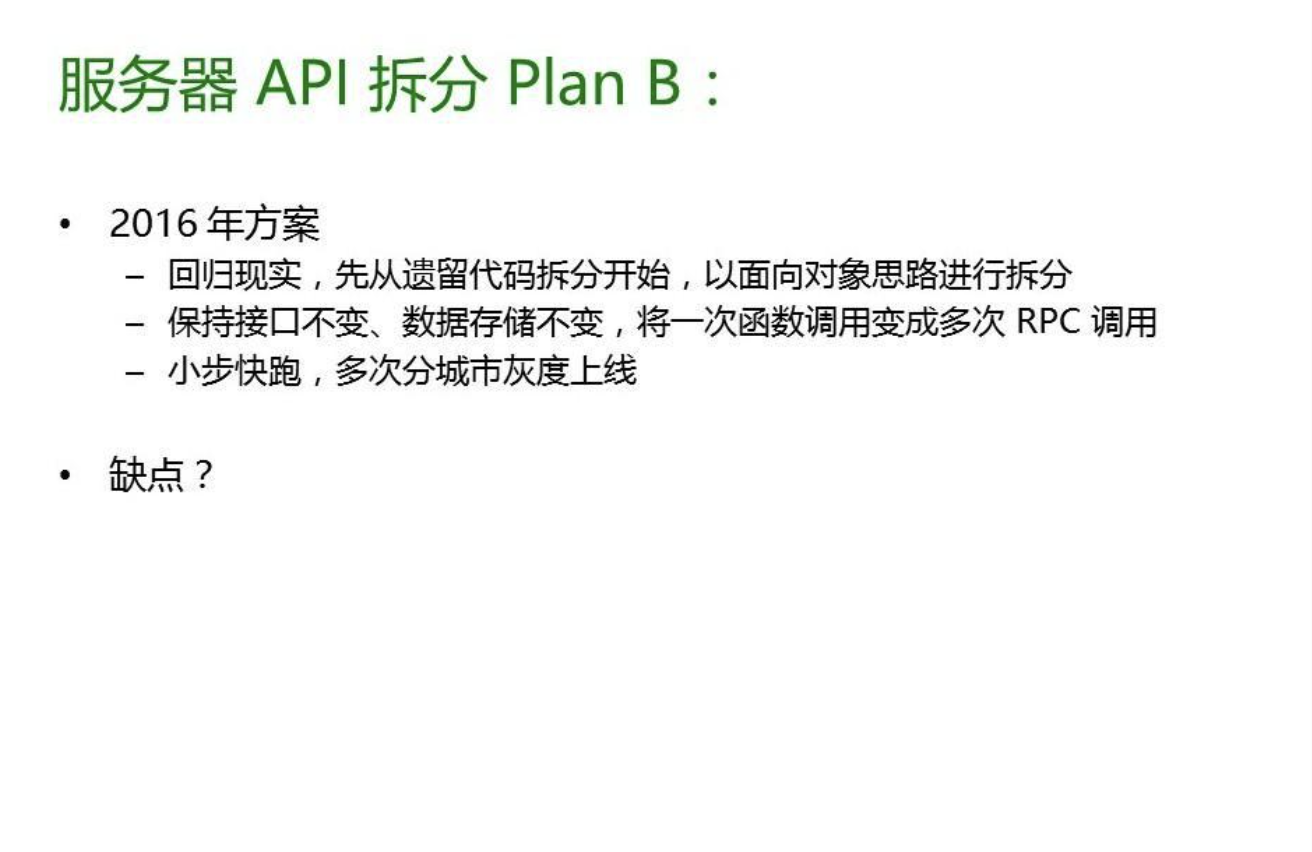 服务器 API 拆分 Plan B：
• 2016 年方案
– 回归现实，先从遗留代码拆分开始，以面向对象思路进行拆分
– 保持接口不变、数据存储不变，将一次函数调用变成多次 RPC 调用
– 小步快跑，多次分城市灰度上线
• 缺点？